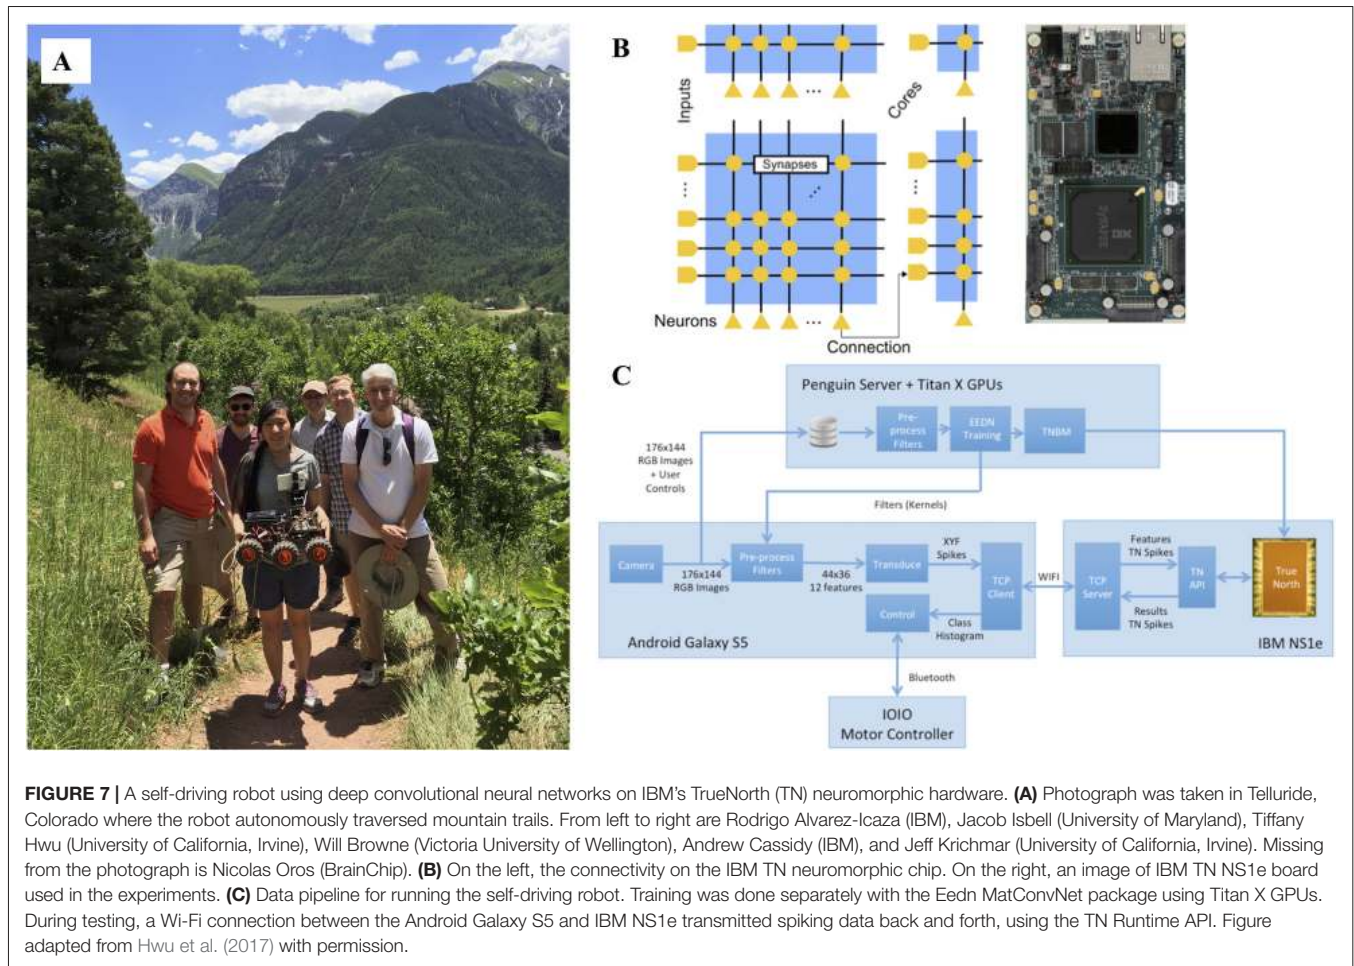 A
B
Inputs
Cores
Synapses
Neurons
Connection
IBM
SyNAPSE
C
Penguin Server + Titan X GPUs
Pre-
process
Filters
EEDN
Training
TNBM
176x144
RGB Images
+ User
Controls
Filters (Kernels)
Camera
176x144
RGB Images
Pre-process
Filters
44x36
12 features
Transduce
XYF
Spikes
TCP
Client
Control
Class
Histogram
Android Galaxy S5
WIFI
TCP
Server
Features
TN Spikes
TN
API
Results
TN Spikes
True
North
IBM NS1e
Bluetooth
IOIO
Motor Controller
FIGURE 7 | A self-driving robot using deep convolutional neural networks on IBM's TrueNorth (TN) neuromorphic hardware. (A) Photograph was taken in Telluride,
Colorado where the robot autonomously traversed mountain trails. From left to right are Rodrigo Alvarez-Icaza (IBM), Jacob Isbell (University of Maryland), Tiffany
Hwu (University of California, Irvine), Will Browne (Victoria University of Wellington), Andrew Cassidy (IBM), and Jeff Krichmar (University of California, Irvine). Missing
from the photograph is Nicolas Oros (BrainChip). (B) On the left, the connectivity on the IBM TN neuromorphic chip. On the right, an image of IBM TN NS1e board
used in the experiments. (C) Data pipeline for running the self-driving robot. Training was done separately with the Eedn MatConvNet package using Titan X GPUs.
During testing, a Wi-Fi connection between the Android Galaxy S5 and IBM NS1e transmitted spiking data back and forth, using the TN Runtime API. Figure
adapted from Hwu et al. (2017) with permission.